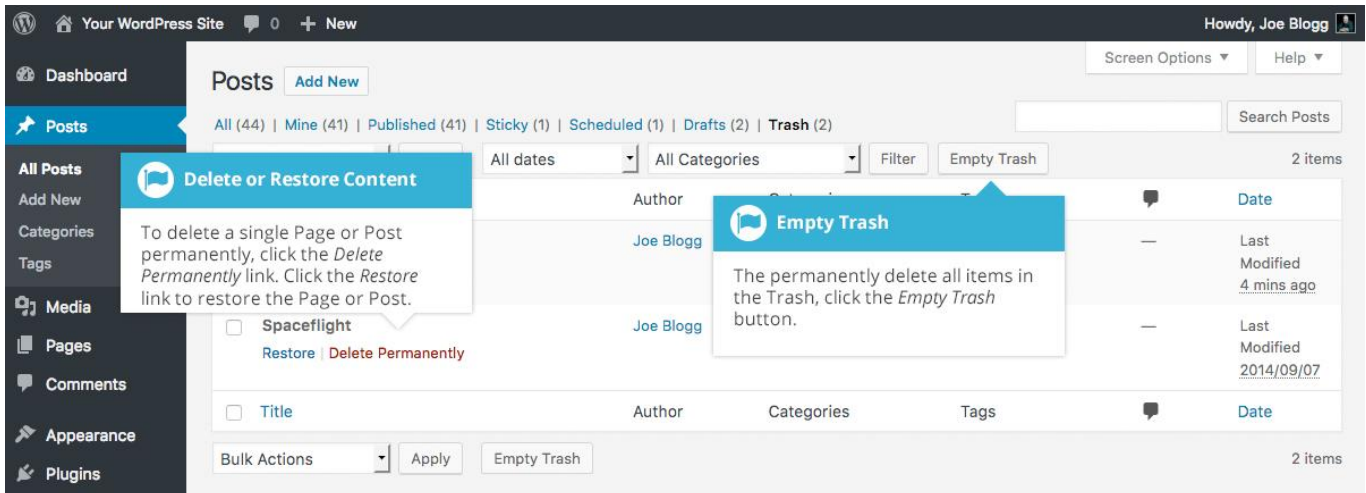 Your WordPress Site 0 + New Howdy, Joe Blogg
Dashboard
Posts
All Posts
Add New
Categories
Tags
Media
Pages
Comments
Appearance
Plugins
Screen Options ▼ Help ▼
Posts Add New
All (44) | Mine (41) | Published (41) | Sticky (1) | Scheduled (1) | Drafts (2) | Trash (2)
Search Posts
All dates All Categories Filter Empty Trash 2 items
Author Date
Delete or Restore Content
To delete a single Page or Post
permanently, click the Delete
Permanently link. Click the Restore
link to restore the Page or Post.
Empty Trash
The permanently delete all items in
the Trash, click the Empty Trash
button.
Joe Blogg — Last
Modified
4 mins ago
Spaceflight Joe Blogg — Last
Modified
2014/09/07
Restore | Delete Permanently
Title Author Categories Tags Date
Bulk Actions Apply Empty Trash 2 items